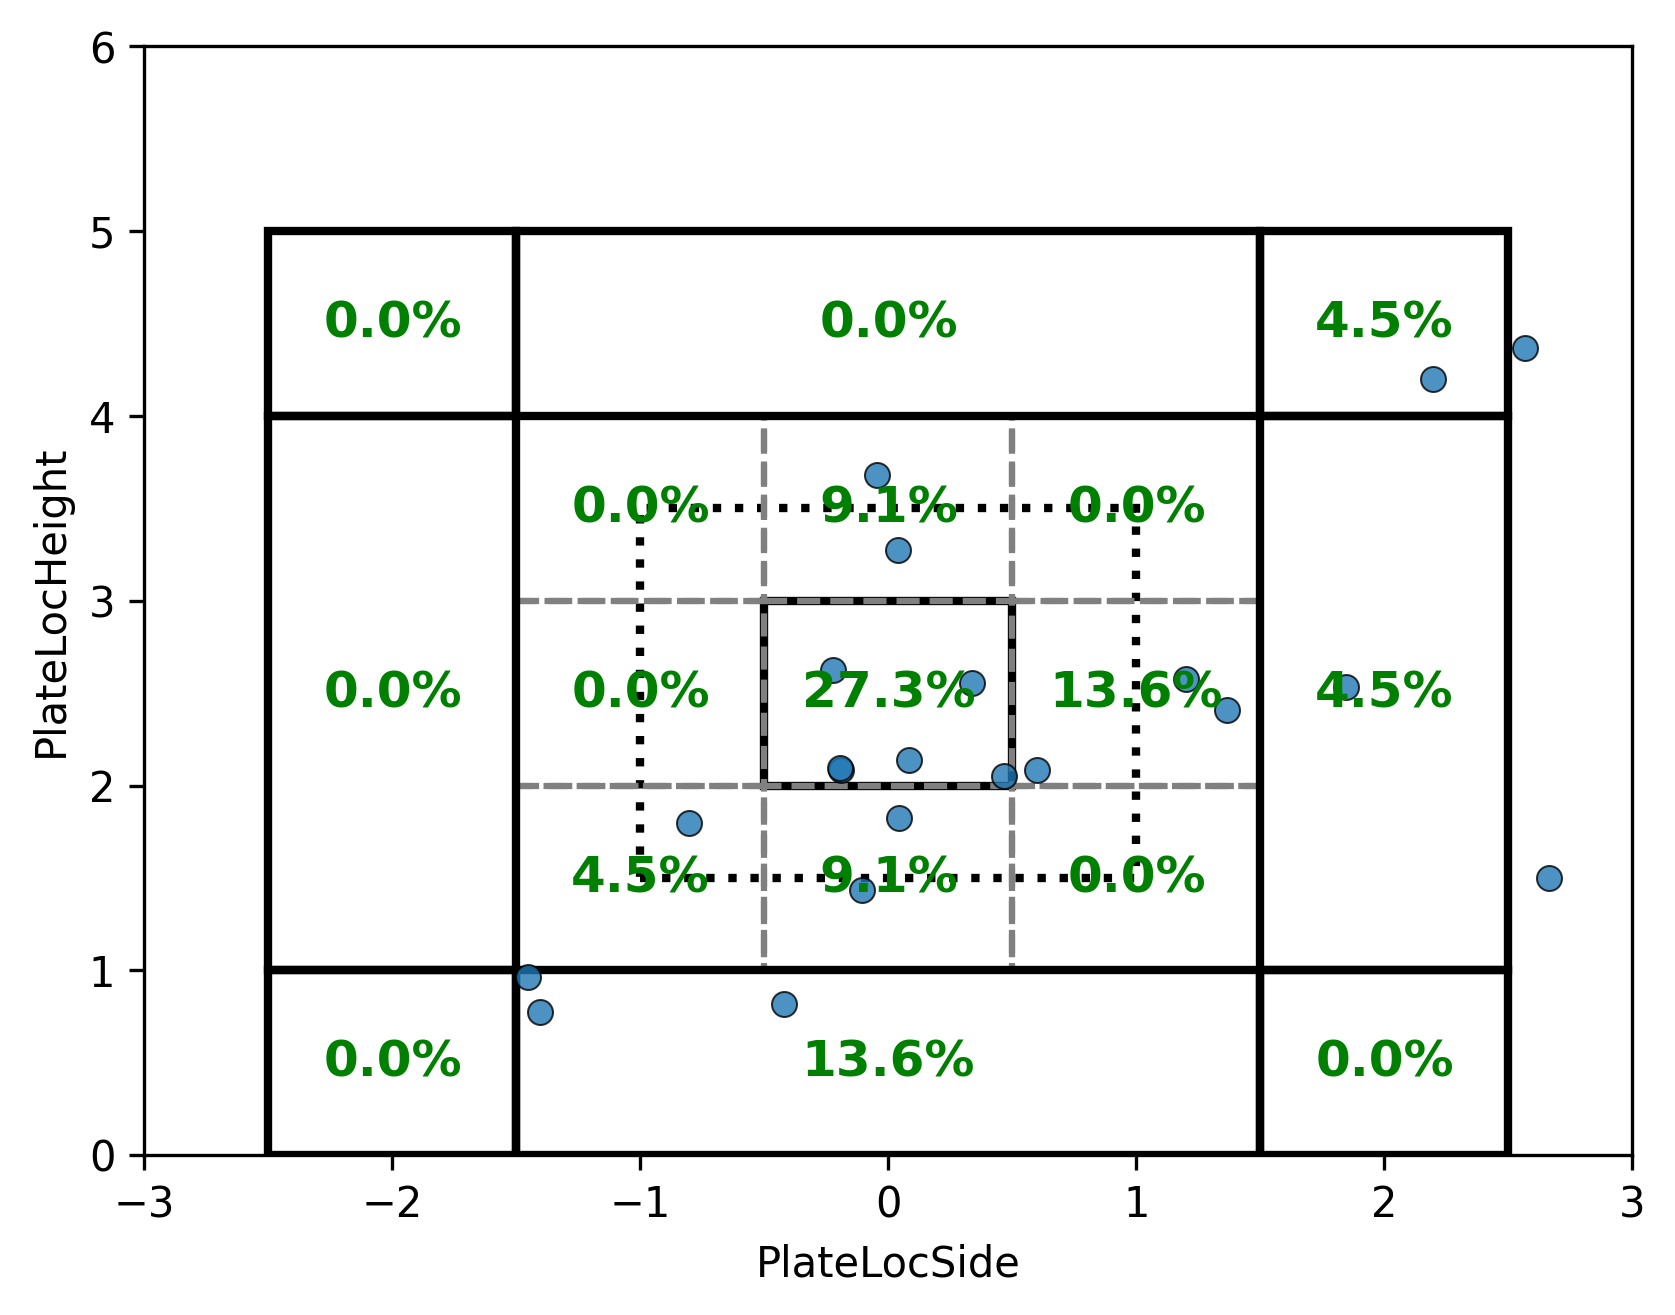 6
5
0.0% 0.0% 4.5%
4
0.0% 9.1% 0.0%
3
0.0% 0.0% 27.3% 13.6% 4.5%
2
4.5% 9.1% 0.0%
1
0.0% 13.6% 0.0%
0
−3 −2 −1 0 1 2 3
PlateLocSide
PlateLocHeight